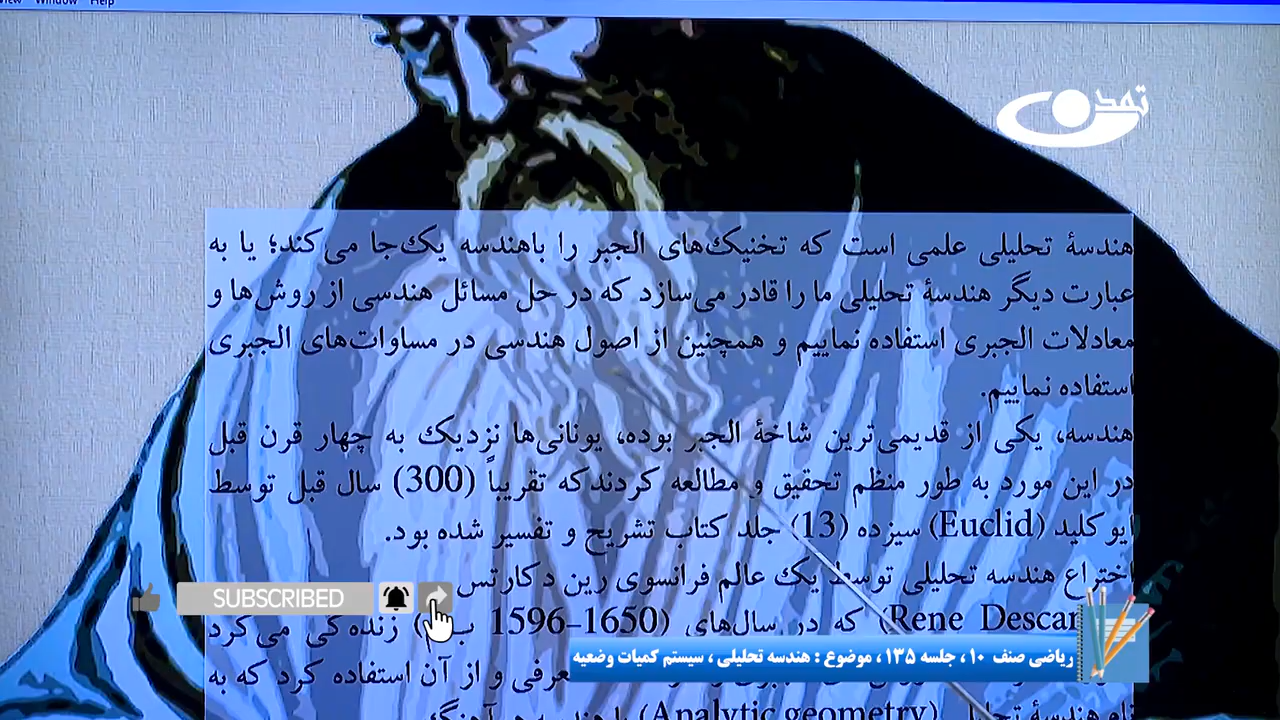 Window Help
تمدن
هندسهٔ تحلیلی علمی است که تخنیک‌های الجبر را باهندسه یک‌جا می‌کند؛ یا به
عبارت دیگر هندسهٔ تحلیلی ما را قادر می‌سازد که در حل مسائل هندسی از روش‌ها و
معادلات الجبری استفاده نماییم و همچنین از اصول هندسی در مساوات‌های الجبری
استفاده نماییم.
هندسه، یکی از قدیمی‌ترین شاخهٔ الجبر بوده، یونانی‌ها نزدیک به چهار قرن قبل
در این مورد به طور منظم تحقیق و مطالعه کردندکه تقریباً (300) سال قبل توسط
ایوکلید (Euclid) سیزده (13) جلد کتاب تشریح و تفسیر شده بود.
اختراع هندسه تحلیلی توسط یک عالم فرانسوی رین دکارتس
Rene) که در سال‌های (1650–1596 زنده‌گی می‌کرد
SUBSCRIBED
ریاضی صنف ۱۰، جلسه ۱۳۵، موضوع : هندسه تحلیلی ، سیستم کمیات وضعیه
معرفی و از آن استفاده کرد که به
نام هندسهٔ (Analytic geometry) با هندسه